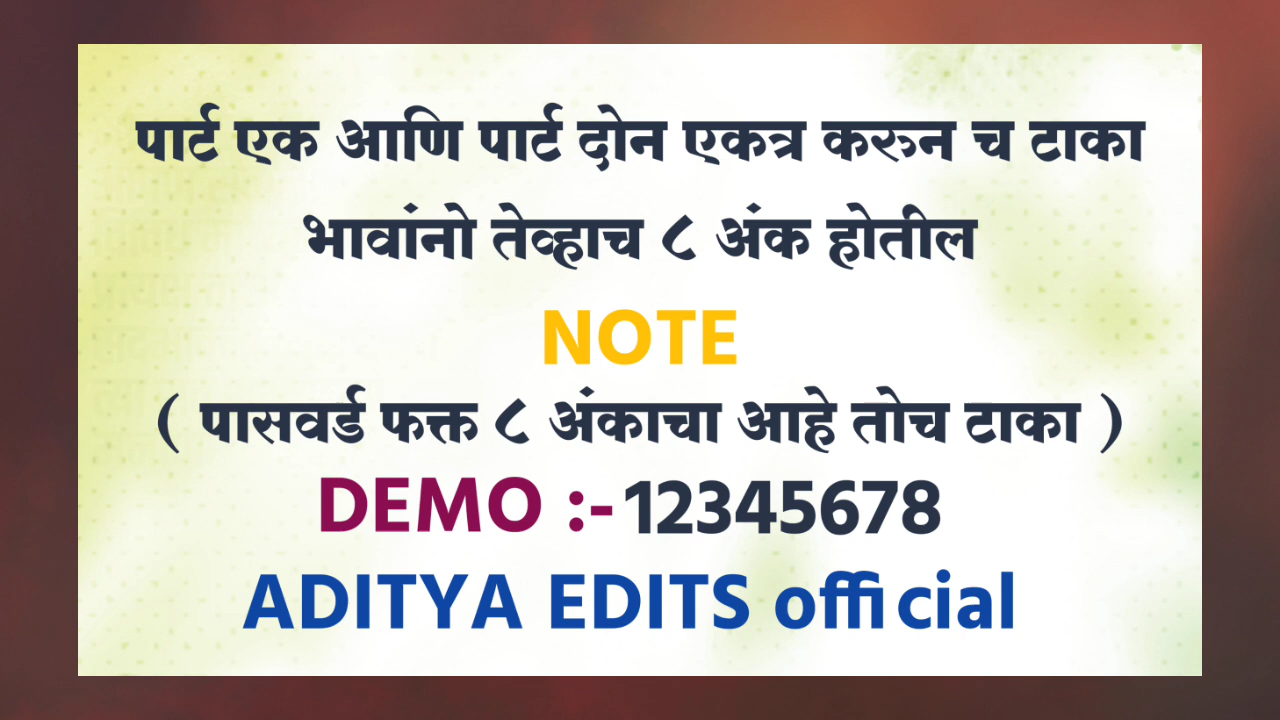 पार्ट एक आणि पार्ट दोन एकत्र करुन च टाका
भावांनो तेव्हाच ८ अंक होतील
NOTE
( पासवर्ड फक्त ८ अंकाचा आहे तोच टाका )
DEMO :- 12345678
ADITYA EDITS official